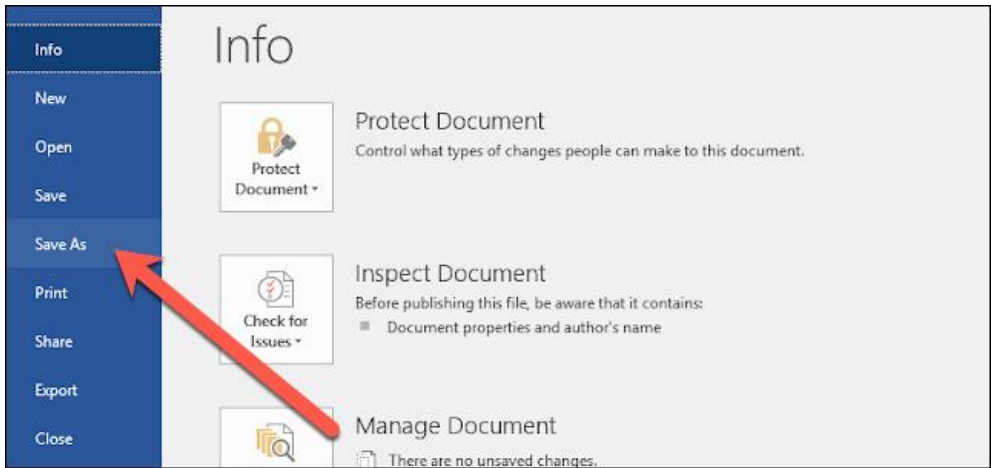 Info
New
Open
Save
Save As
Print
Share
Export
Close
Info
Protect
Document
Protect Document
Control what types of changes people can make to this document.
Check for
Issues
Inspect Document
Before publishing this file, be aware that it contains:
Document properties and author's name
Manage Document
There are no unsaved changes.